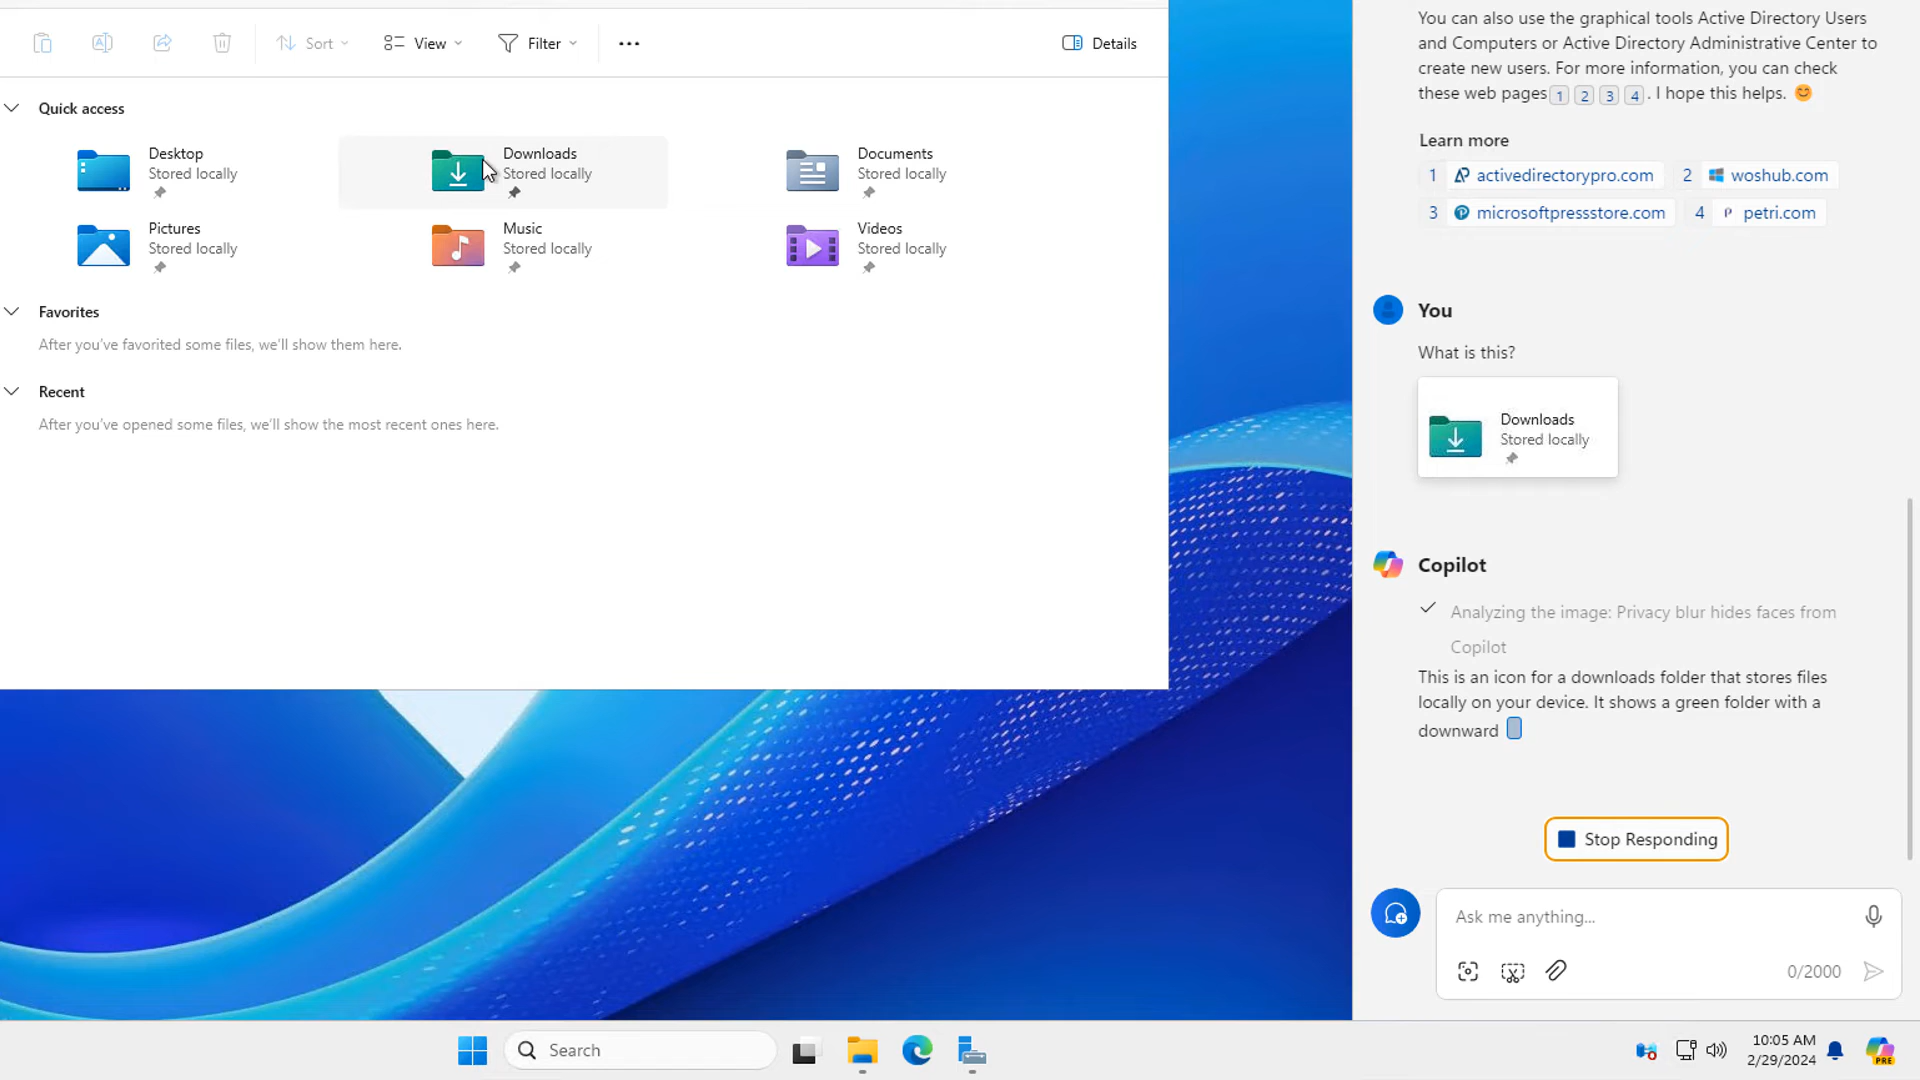 Sort
View
Filter
Details
Quick access
Desktop
Stored locally
Downloads
Stored locally
Documents
Stored locally
Pictures
Stored locally
Music
Stored locally
Videos
Stored locally
Favorites
After you've favorited some files, we'll show them here.
Recent
After you've opened some files, we'll show the most recent ones here.
You can also use the graphical tools Active Directory Users
and Computers or Active Directory Administrative Center to
create new users. For more information, you can check
these web pages 1 2 3 4 . I hope this helps. 😊
Learn more
1 activedirectorypro.com 2 woshub.com
3 microsoftpressstore.com 4 petri.com
You
What is this?
Downloads
Stored locally
Copilot
Analyzing the image: Privacy blur hides faces from
Copilot
This is an icon for a downloads folder that stores files
locally on your device. It shows a green folder with a
downward
Stop Responding
Ask me anything...
0/2000
Search
10:05 AM
2/29/2024
PRE